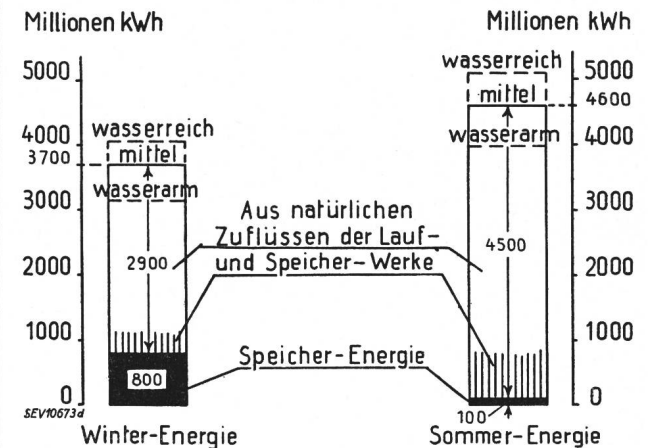 Millionen kWh
Millionen kWh
5000
4000
3700
3000
2000
1000
0
wasserreich
mittel
wasserarm
2900
800
Aus natürlichen
Zuflüssen der Lauf-
und Speicher-Werke
Speicher-Energie
wasserreich
mittel
wasserarm
4500
100
5000
4600
4000
3000
2000
1000
0
SEV10673d
Winter-Energie
Sommer-Energie